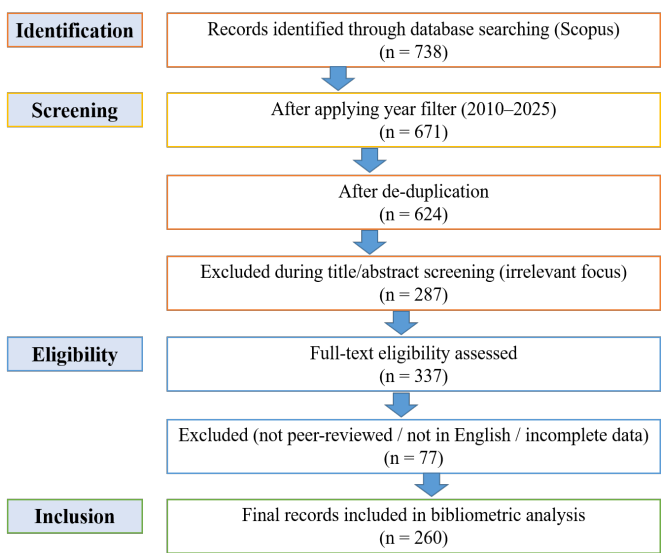 Identification
Records identified through database searching (Scopus)
(n = 738)
Screening
After applying year filter (2010–2025)
(n = 671)
After de-duplication
(n = 624)
Excluded during title/abstract screening (irrelevant focus)
(n = 287)
Eligibility
Full-text eligibility assessed
(n = 337)
Excluded (not peer-reviewed / not in English / incomplete data)
(n = 77)
Inclusion
Final records included in bibliometric analysis
(n = 260)